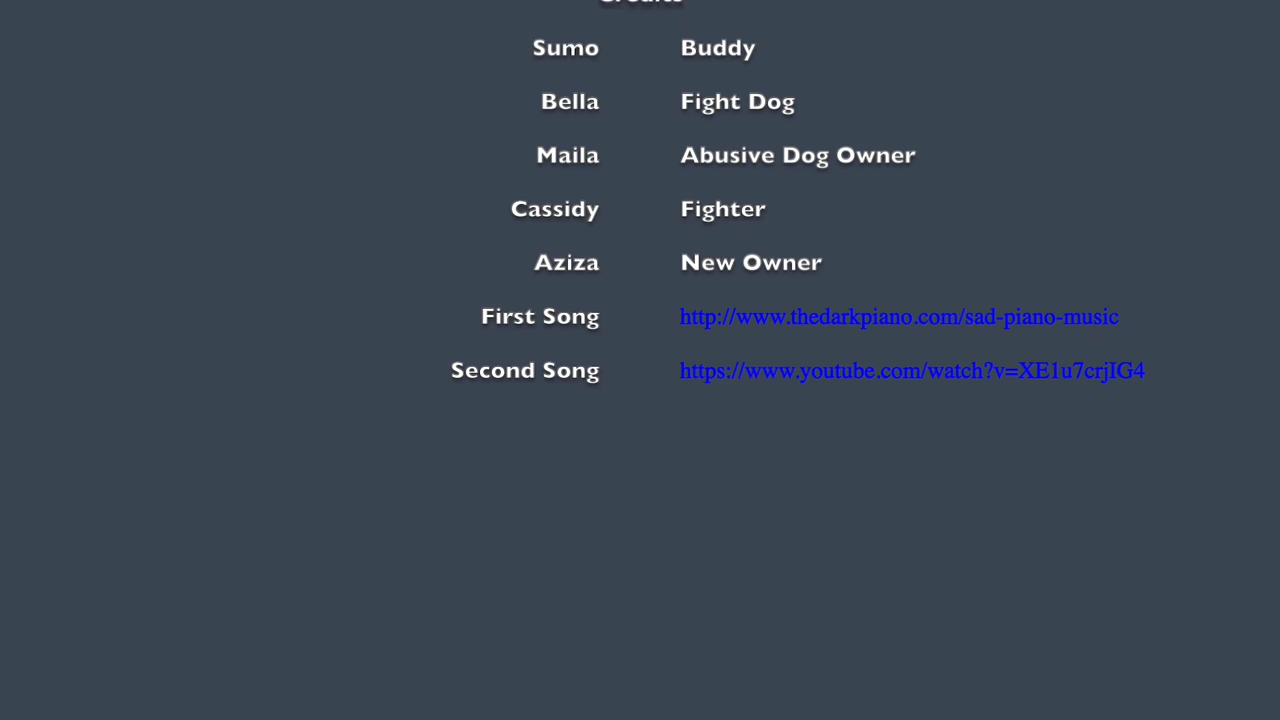 Credits
Sumo Buddy
Bella Fight Dog
Maila Abusive Dog Owner
Cassidy Fighter
Aziza New Owner
First Song http://www.thedarkpiano.com/sad-piano-music
Second Song https://www.youtube.com/watch?v=XE1u7crjIG4